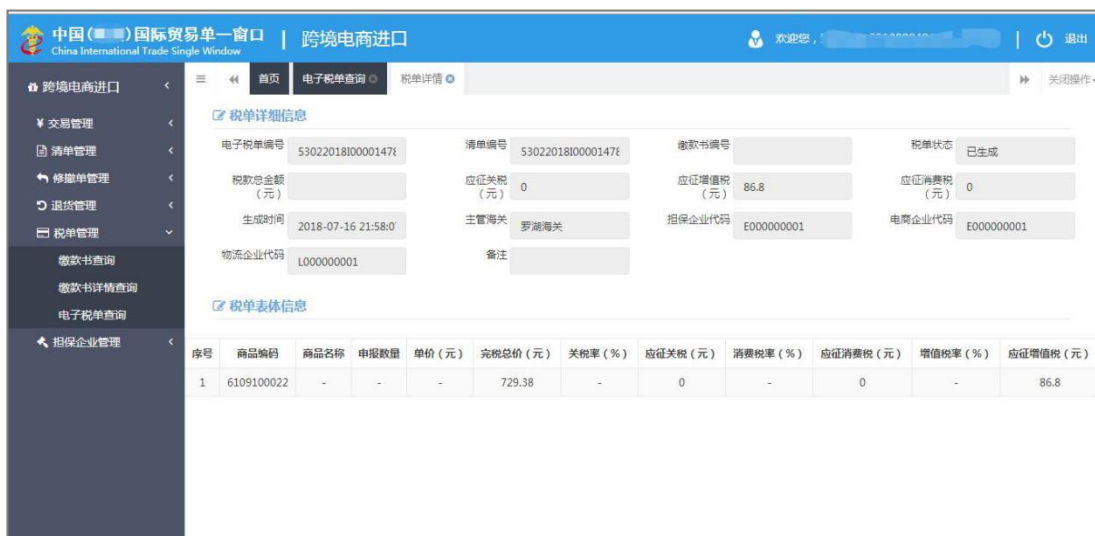 中国( )国际贸易单一窗口 | 跨境电商进口 欢迎您, | 退出
China International Trade Single Window
跨境电商进口 首页 电子税单查询 税单详情 关闭操作
¥ 交易管理
清单管理
修撤单管理
退货管理
税单管理
缴款书查询
缴款书详情查询
电子税单查询
担保企业管理
税单详细信息
电子税单编号 53022018I00001478 清单编号 53022018I00001478 缴款书编号 税单状态 已生成
税款总金额(元) 应征关税(元) 0 应征增值税(元) 86.8 应征消费税(元) 0
生成时间 2018-07-16 21:58:0 主管海关 罗湖海关 担保企业代码 E000000001 电商企业代码 E000000001
物流企业代码 L000000001 备注
税单表体信息
序号 商品编码 商品名称 申报数量 单价(元) 完税总价(元) 关税率(%) 应征关税(元) 消费税率(%) 应征消费税(元) 增值税率(%) 应征增值税(元)
1 6109100022 - - - 729.38 - 0 - 0 - 86.8